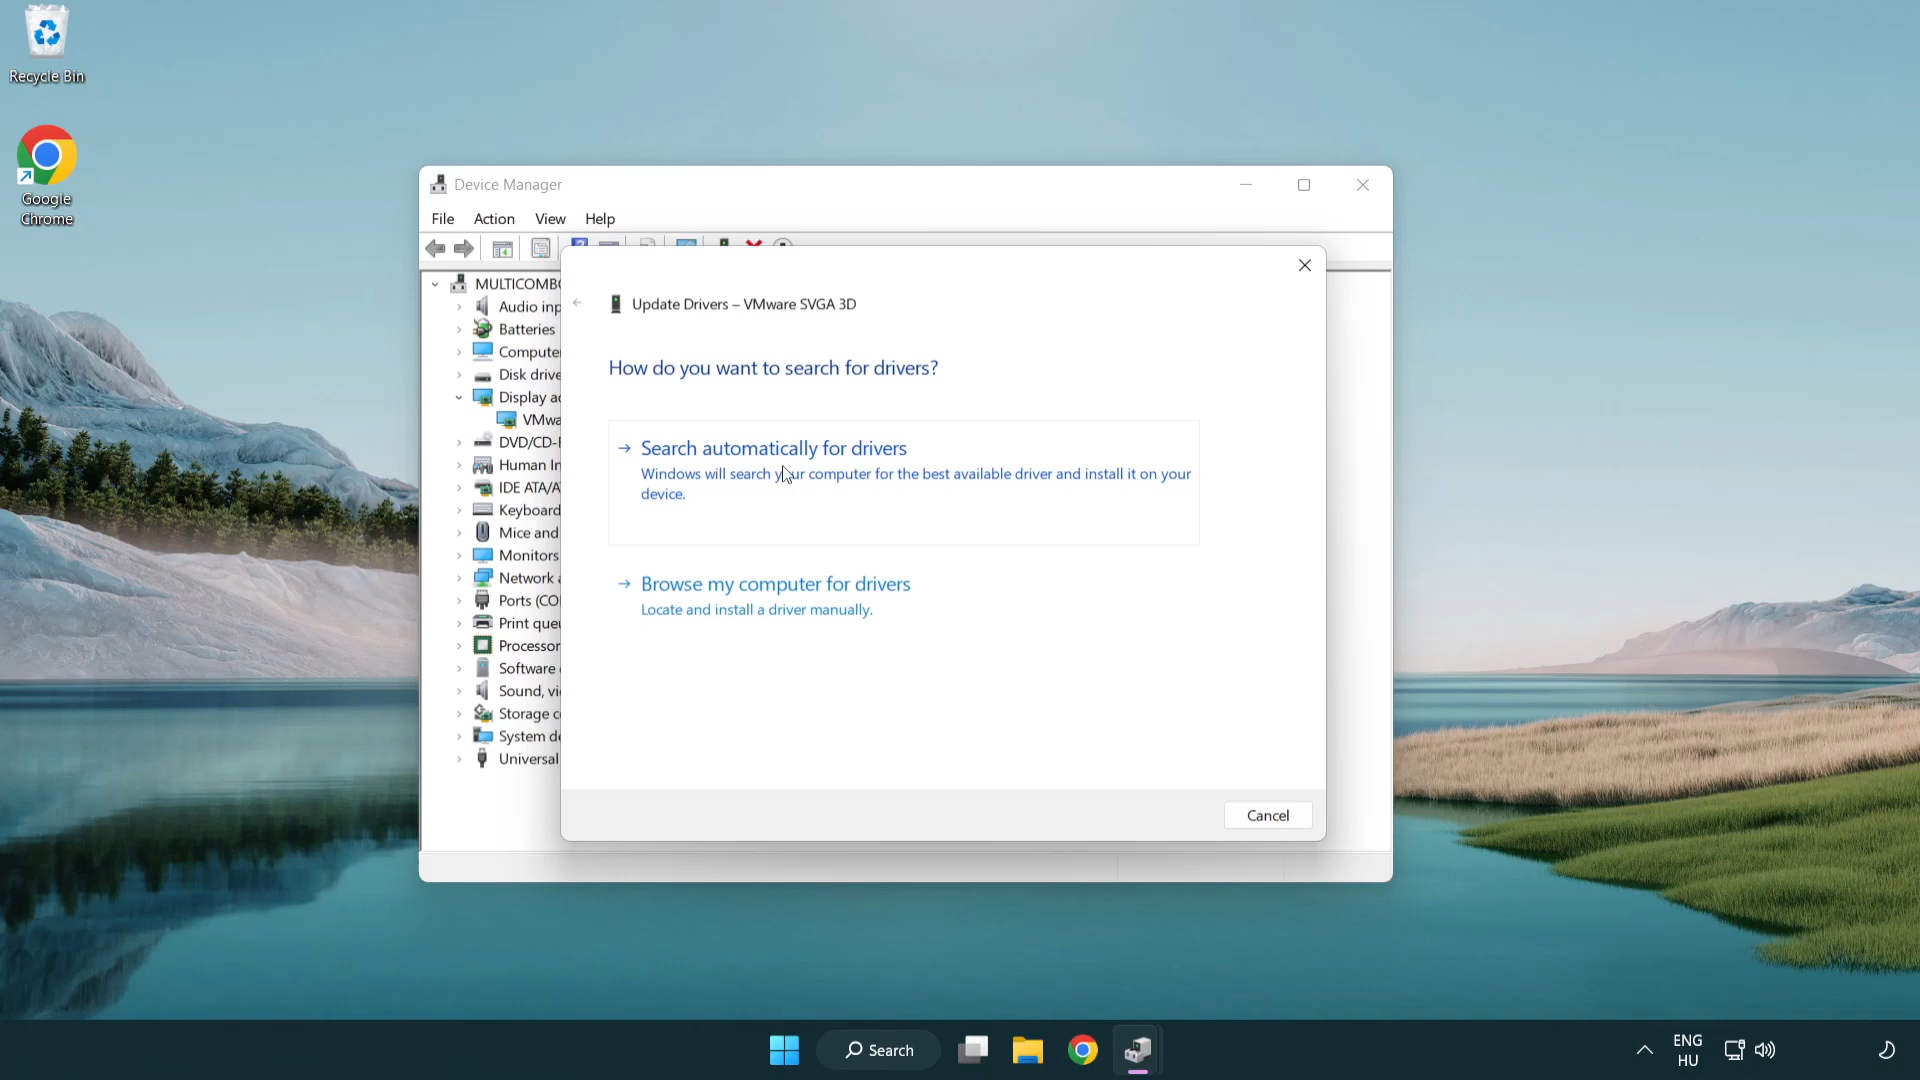 Recycle Bin
Google
Chrome
Device Manager
File Action View Help
MULTICOMBO
Audio inp
Batteries
Compute
Disk drive
Display a
VMwa
DVD/CD-R
Human In
IDE ATA/A
Keyboard
Mice and
Monitors
Network a
Ports (CO
Print que
Processor
Software
Sound, vi
Storage c
System de
Universal
Update Drivers – VMware SVGA 3D
How do you want to search for drivers?
Search automatically for drivers
Windows will search your computer for the best available driver and install it on your
device.
Browse my computer for drivers
Locate and install a driver manually.
Cancel
Search
ENG
HU